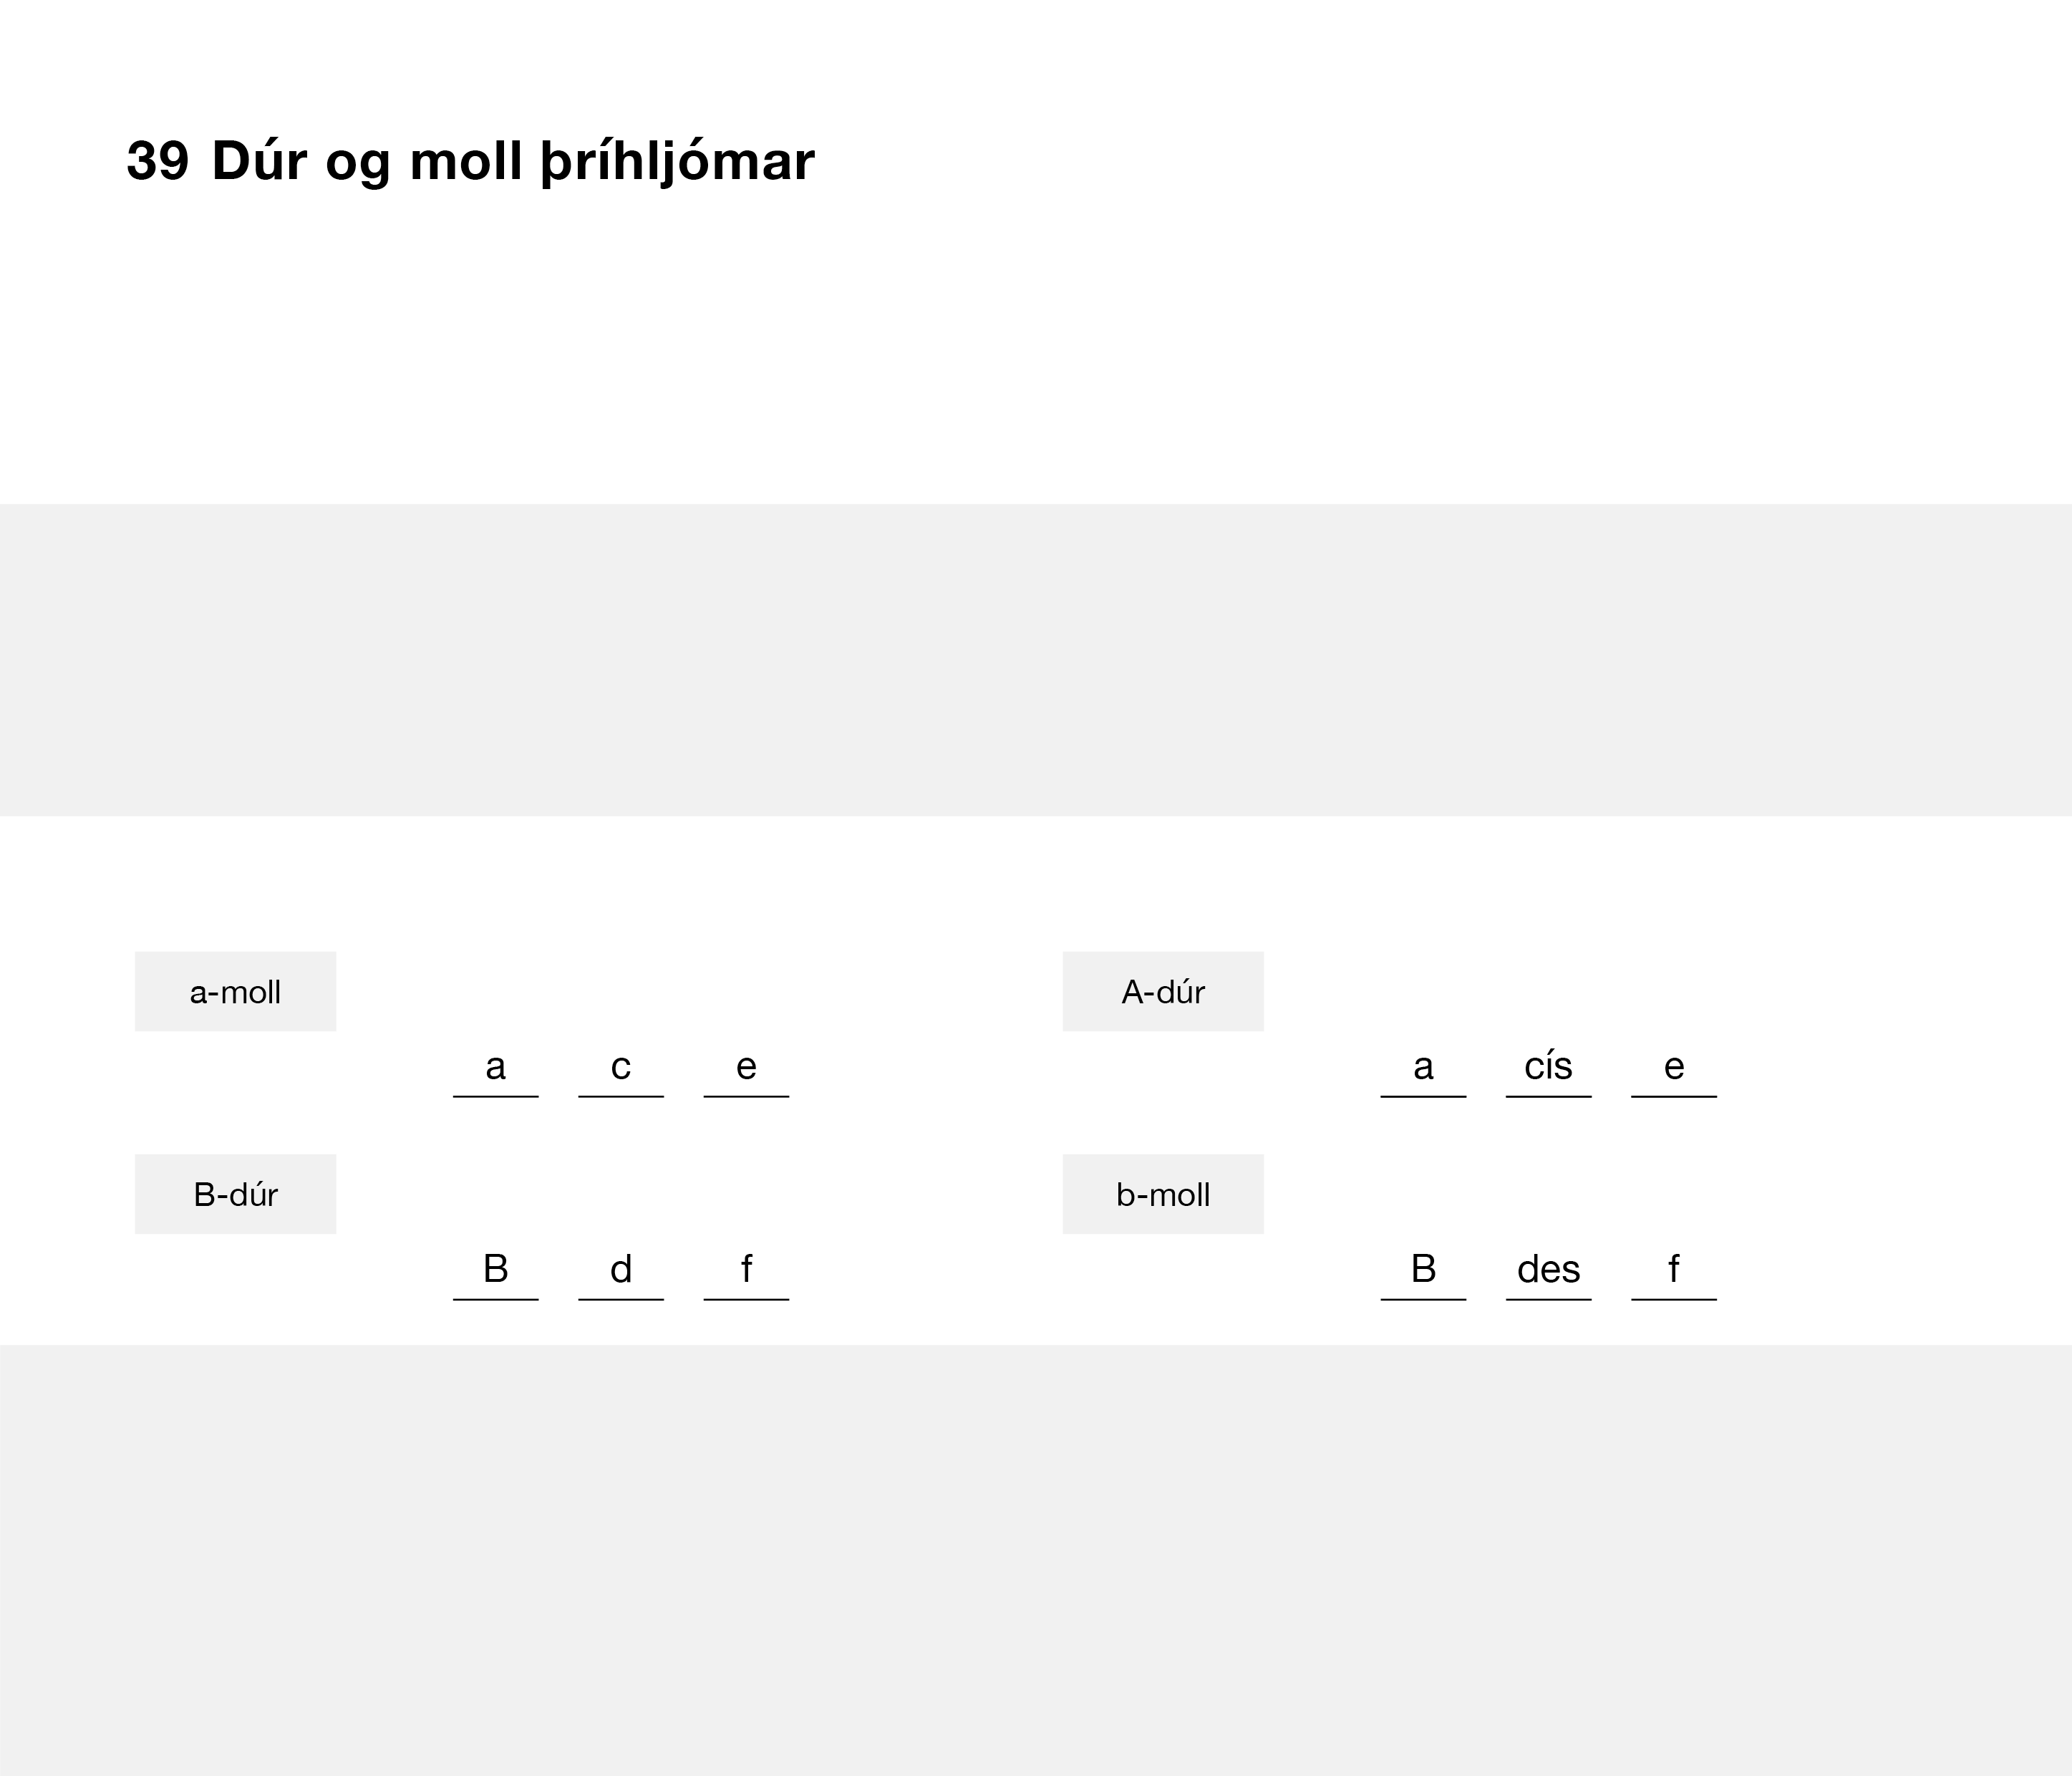 39 Dúr og moll þríhljómar
a-moll A-dúr
a c e a cís e
B-dúr b-moll
B d f B des f